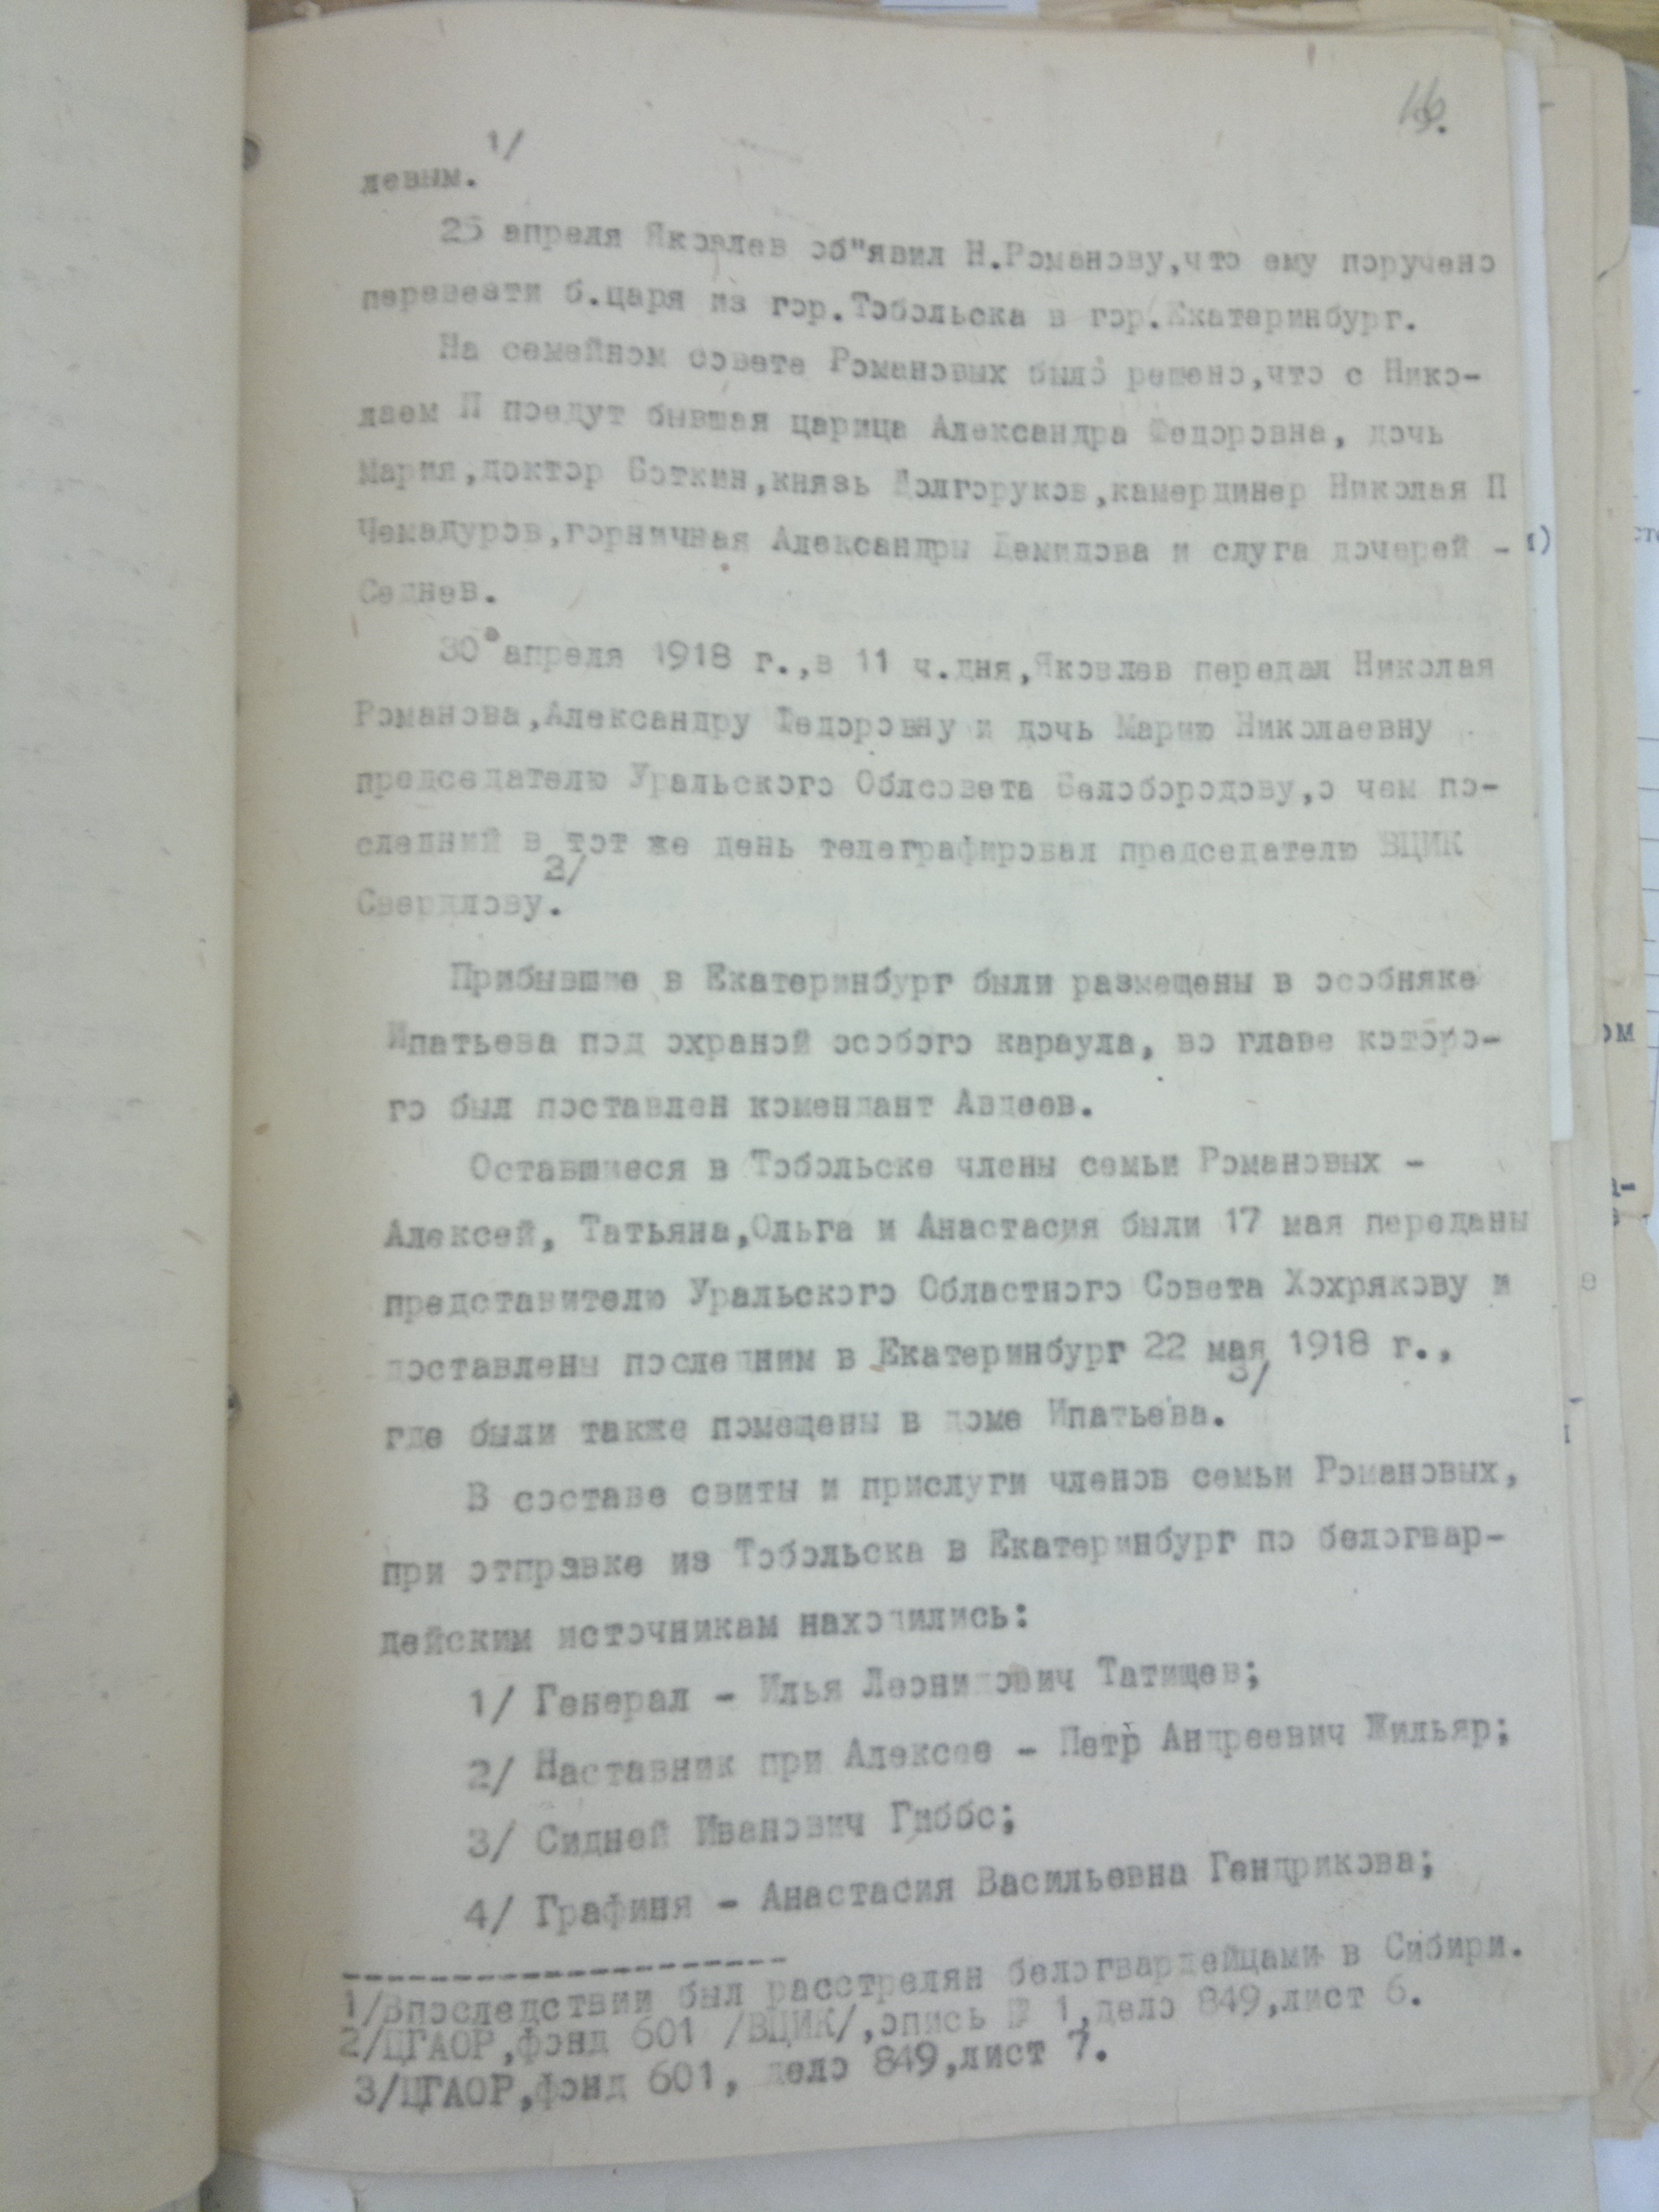 16.
1/
левым.
25 апреля Яковлев об"явил Н.Романову,что ему поручено
перевезти б.царя из гор.Тобольска в гор.Екатеринбург.
На семейном совете Романовых было решено,что с Нико-
лаем П поедут бывшая царица Александра Федоровна, дочь
Мария,доктор Боткин,князь Долгоруков,камердинер Николая П
Чемадуров,горничная Александры Демидова и слуга дочерей -
Седнев.
30 апреля 1918 г.,в 11 ч.дня,Яковлев передал Николая
Романова,Александру Федоровну и дочь Марию Николаевну
председателю Уральского Облсовета Белобородову,о чем по-
следний в тот же день телеграфировал председателю ВЦИК
2/
Свердлову.
Прибывшие в Екатеринбург были размещены в особняке
Ипатьева под охраной особого караула, во главе которо-
го был поставлен комендант Авдеев.
Оставшиеся в Тобольске члены семьи Романовых -
Алексей, Татьяна,Ольга и Анастасия были 17 мая переданы
представителю Уральского Областного Совета Хохрякову и
доставлены последним в Екатеринбург 22 мая 1918 г.,
3/
где были также помещены в доме Ипатьева.
В составе свиты и прислуги членов семьи Романовых,
при отправке из Тобольска в Екатеринбург по белогвар-
дейским источникам находились:
1/ Генерал - Илья Леонидович Татищев;
2/ Наставник при Алексее - Петр Андреевич Жильяр;
3/ Сидней Иванович Гиббс;
4/ Графиня - Анастасия Васильевна Гендрикова;
1/Впоследствии был расстрелян белогвардейцами в Сибири.
2/ЦГАОР,фонд 601 /ВЦИК/,опись № 1,дело 849,лист 6.
3/ЦГАОР,фонд 601, дело 849,лист 7.